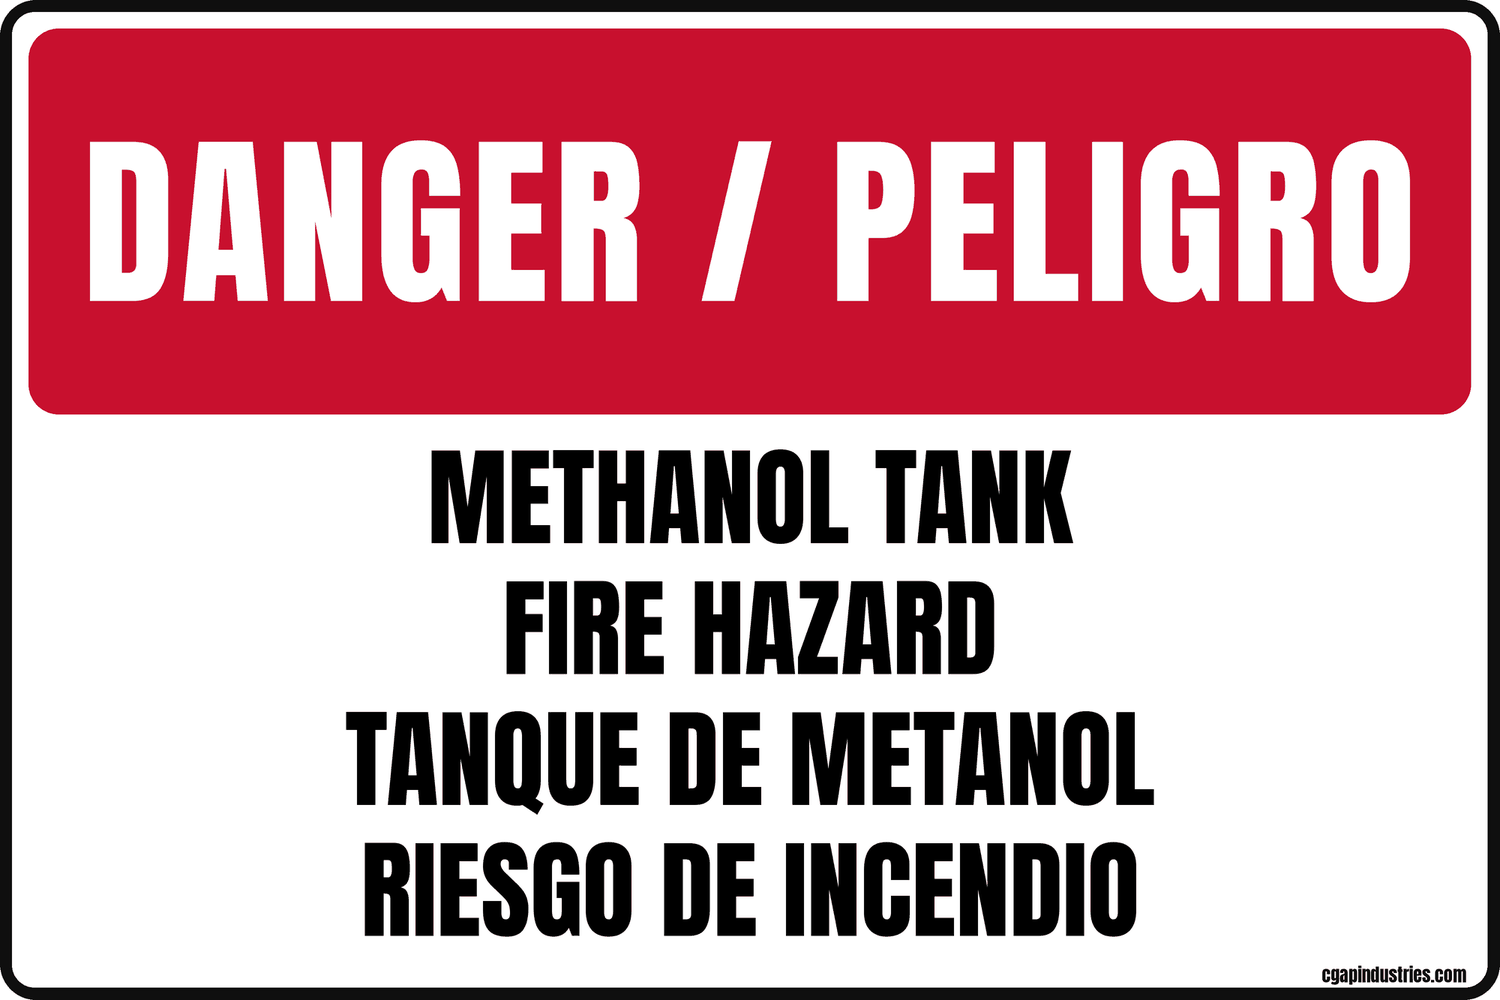 DANGER / PELIGRO
METHANOL TANK
FIRE HAZARD
TANQUE DE METANOL
RIESGO DE INCENDIO
cgapindustries.com